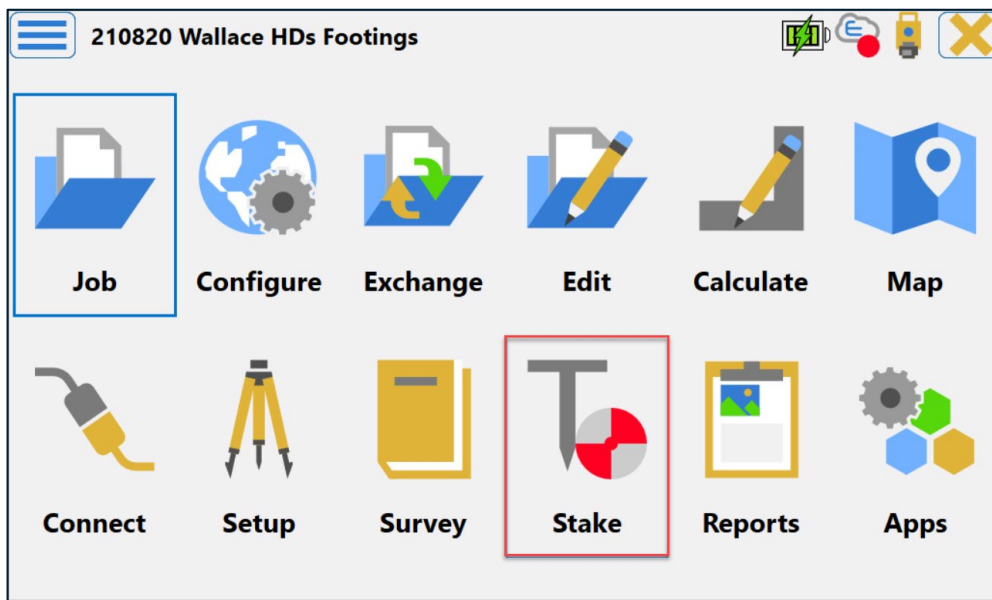 210820 Wallace HDs Footings
Job
Configure
Exchange
Edit
Calculate
Map
Connect
Setup
Survey
Stake
Reports
Apps